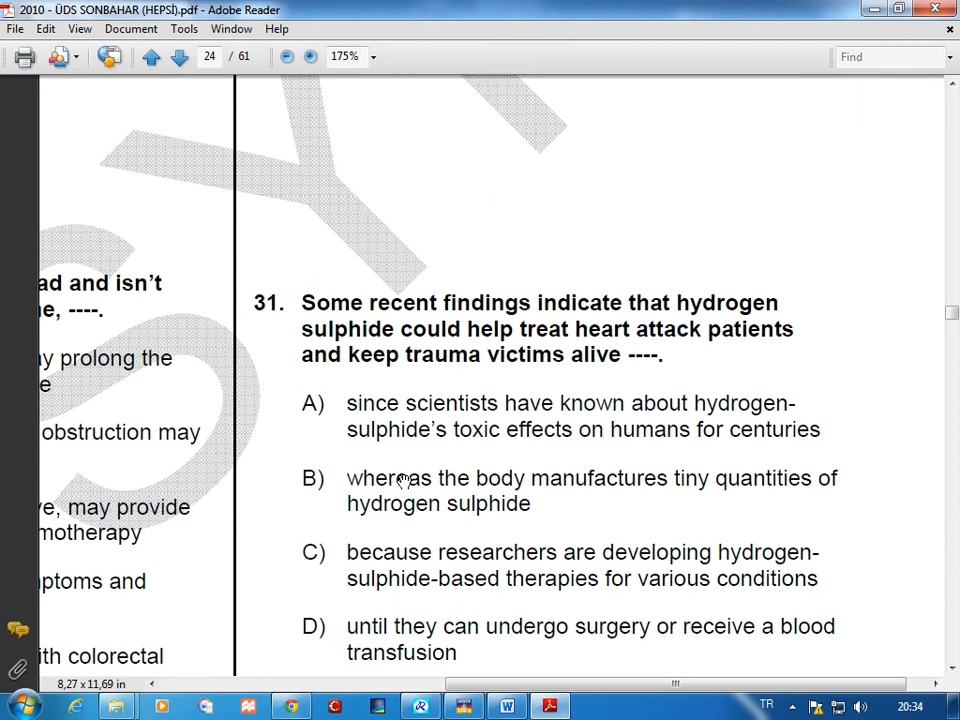 2010 - ÜDS SONBAHAR (HEPSİ).pdf - Adobe Reader
File Edit View Document Tools Window Help
24 / 61 175% Find
ad and isn't
e, ----.
ay prolong the
e
obstruction may
ve, may provide
motherapy
ptoms and
ith colorectal
31. Some recent findings indicate that hydrogen
sulphide could help treat heart attack patients
and keep trauma victims alive ----.
A) since scientists have known about hydrogen-
sulphide's toxic effects on humans for centuries
B) whereas the body manufactures tiny quantities of
hydrogen sulphide
C) because researchers are developing hydrogen-
sulphide-based therapies for various conditions
D) until they can undergo surgery or receive a blood
transfusion
8,27 x 11,69 in
TR 20:34